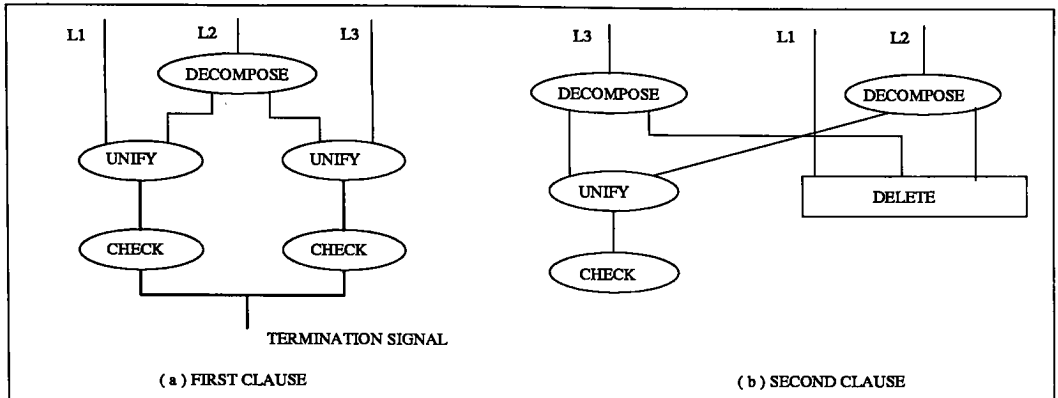 L1 L2 L3
DECOMPOSE
UNIFY UNIFY
CHECK CHECK
TERMINATION SIGNAL
( a ) FIRST CLAUSE
L3 L1 L2
DECOMPOSE DECOMPOSE
UNIFY DELETE
CHECK
( b ) SECOND CLAUSE